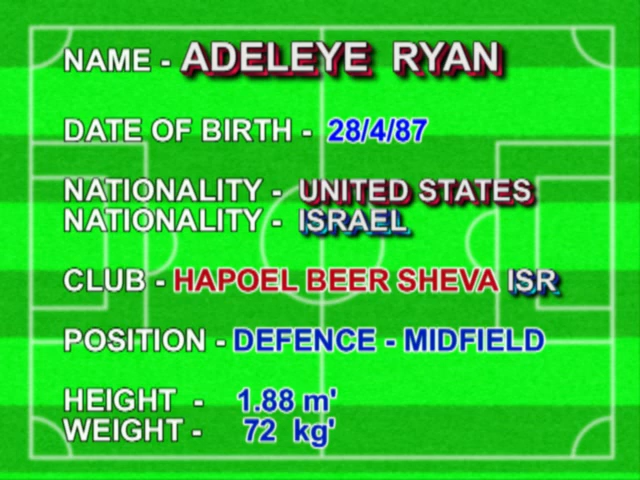 NAME - ADELEYE RYAN
DATE OF BIRTH - 28/4/87
NATIONALITY - UNITED STATES
NATIONALITY - ISRAEL
CLUB - HAPOEL BEER SHEVA ISR
POSITION - DEFENCE - MIDFIELD
HEIGHT - 1.88 m'
WEIGHT - 72 kg'